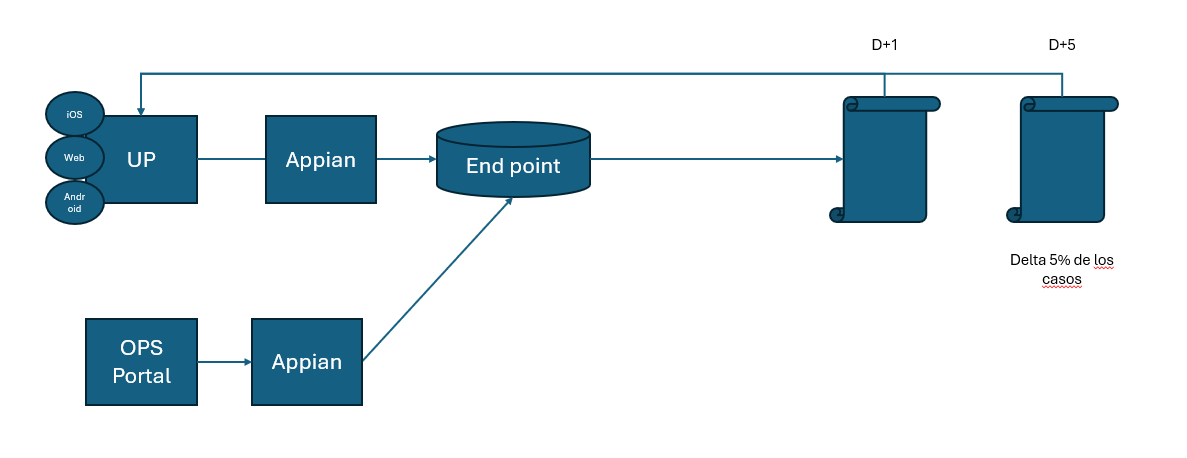 D+1
D+5
iOS
Web
Andr
oid
UP
Appian
End point
Delta 5% de los
casos
OPS
Portal
Appian